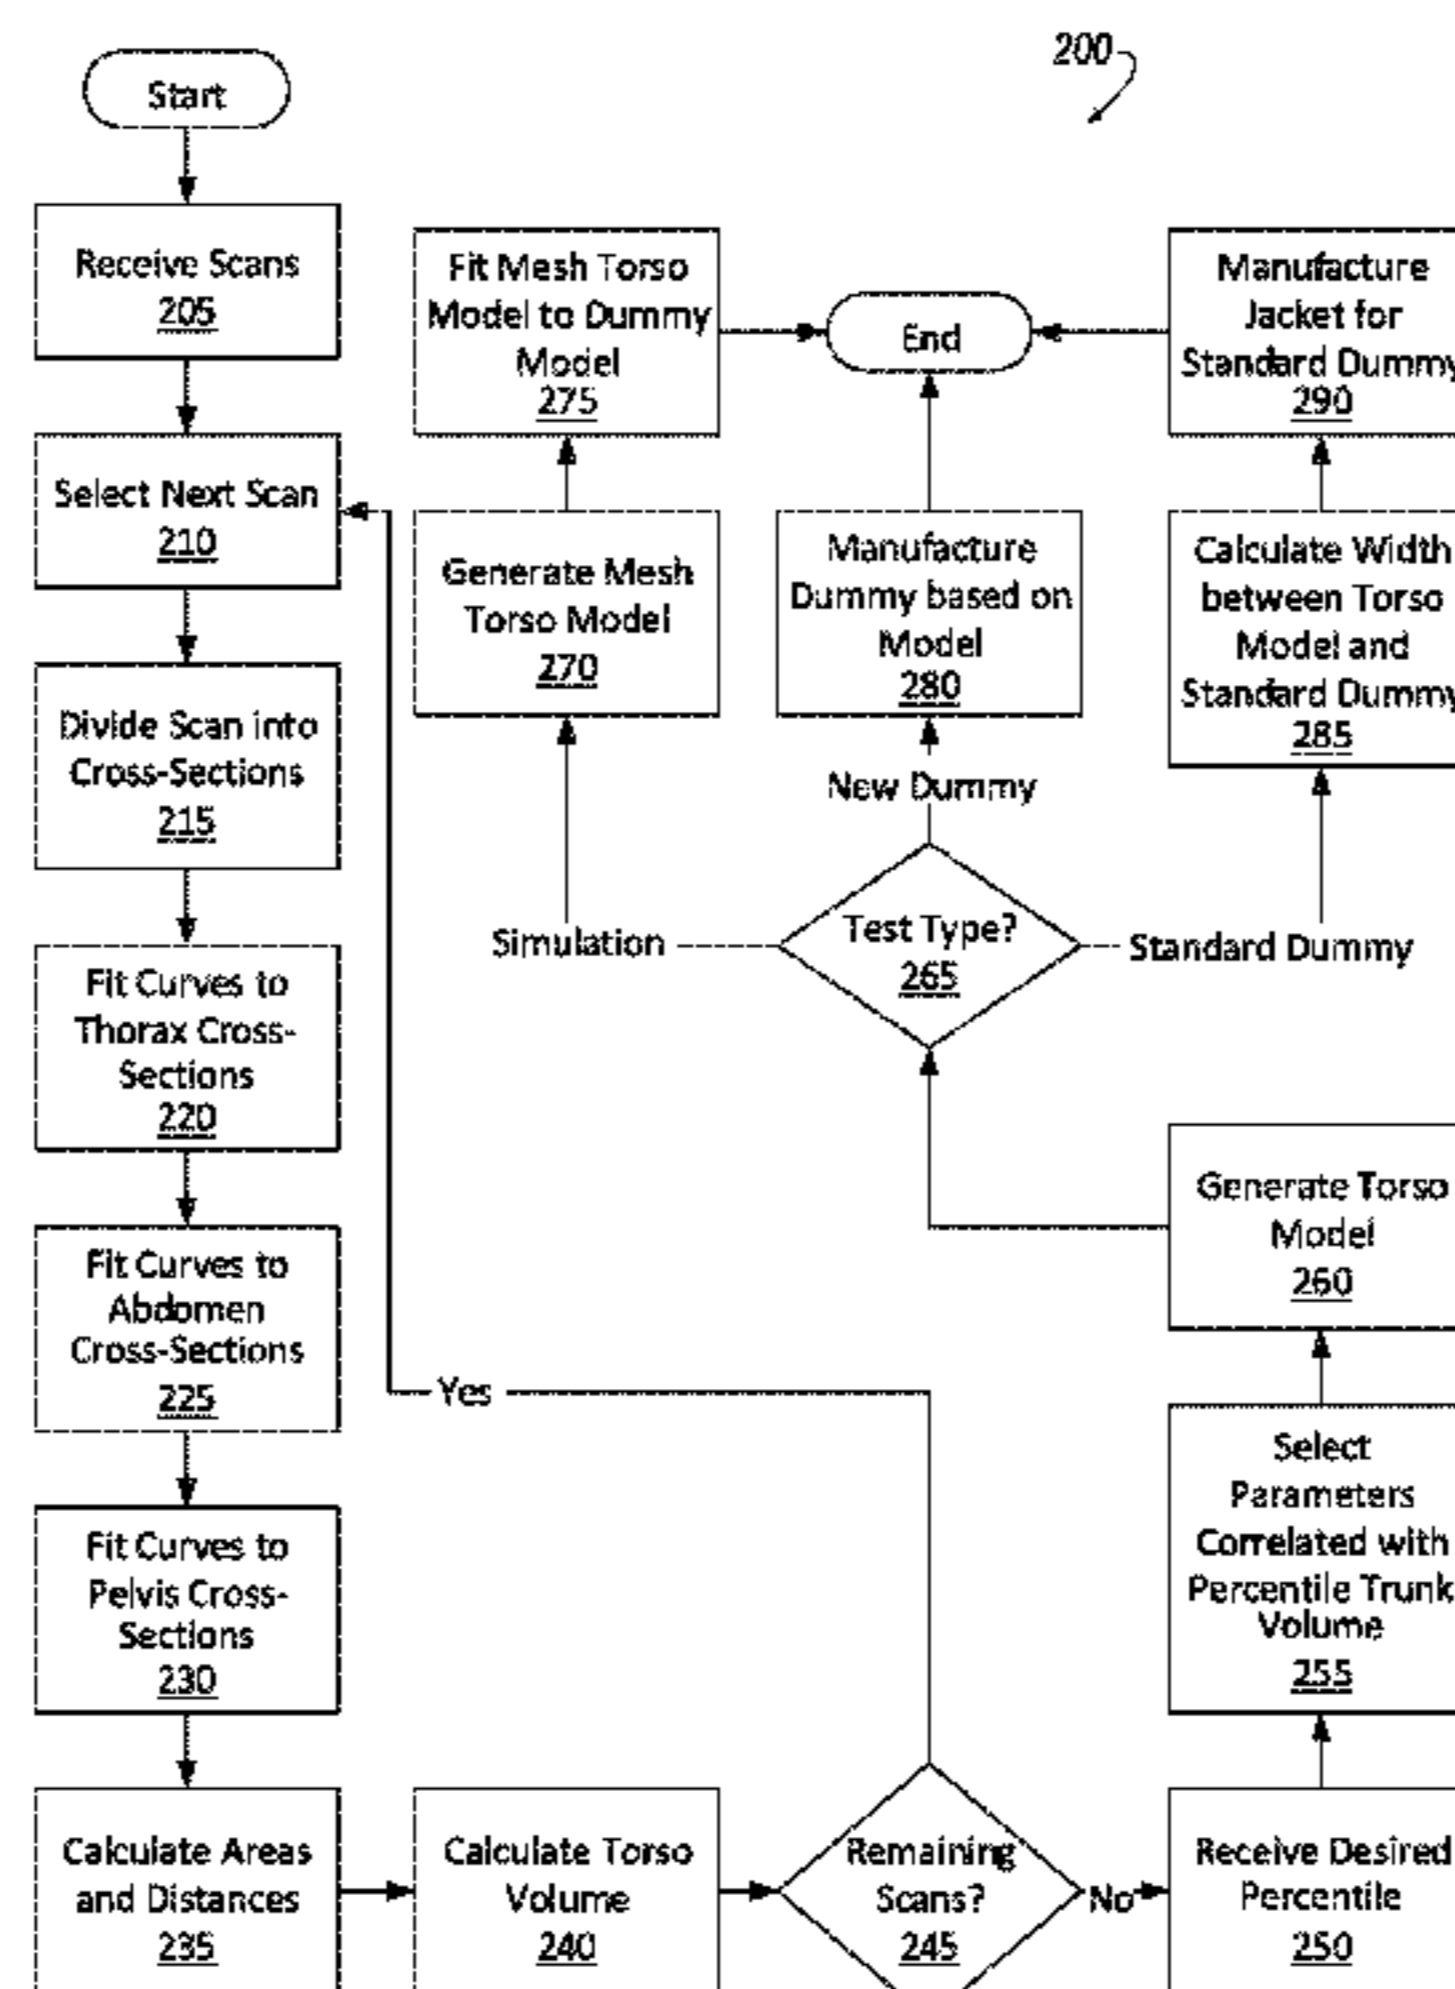 200
Start
Receive Scans
205
Select Next Scan
210
Divide Scan into
Cross-Sections
215
Fit Curves to
Thorax Cross-
Sections
220
Fit Curves to
Abdomen
Cross-Sections
225
Fit Curves to
Pelvis Cross-
Sections
230
Calculate Areas
and Distances
235
Calculate Torso
Volume
240
Remaining
Scans?
245
Yes
No
Receive Desired
Percentile
250
Select
Parameters
Correlated with
Percentile Trunk
Volume
255
Generate Torso
Model
260
Test Type?
265
Simulation
New Dummy
Standard Dummy
Generate Mesh
Torso Model
270
Fit Mesh Torso
Model to Dummy
Model
275
Manufacture
Dummy based on
Model
280
Calculate Width
between Torso
Model and
Standard Dummy
285
Manufacture
Jacket for
Standard Dummy
290
End